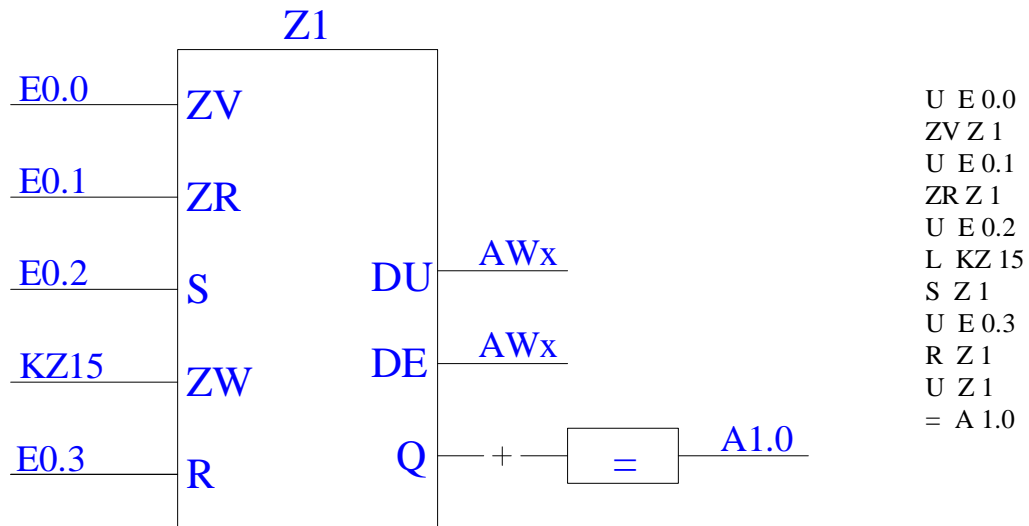 Z1
E0.0
ZV
E0.1
ZR
E0.2
S
KZ15
ZW
E0.3
R
DU
AWx
DE
AWx
Q
+
=
A1.0
U E 0.0
ZV Z 1
U E 0.1
ZR Z 1
U E 0.2
L KZ 15
S Z 1
U E 0.3
R Z 1
U Z 1
= A 1.0